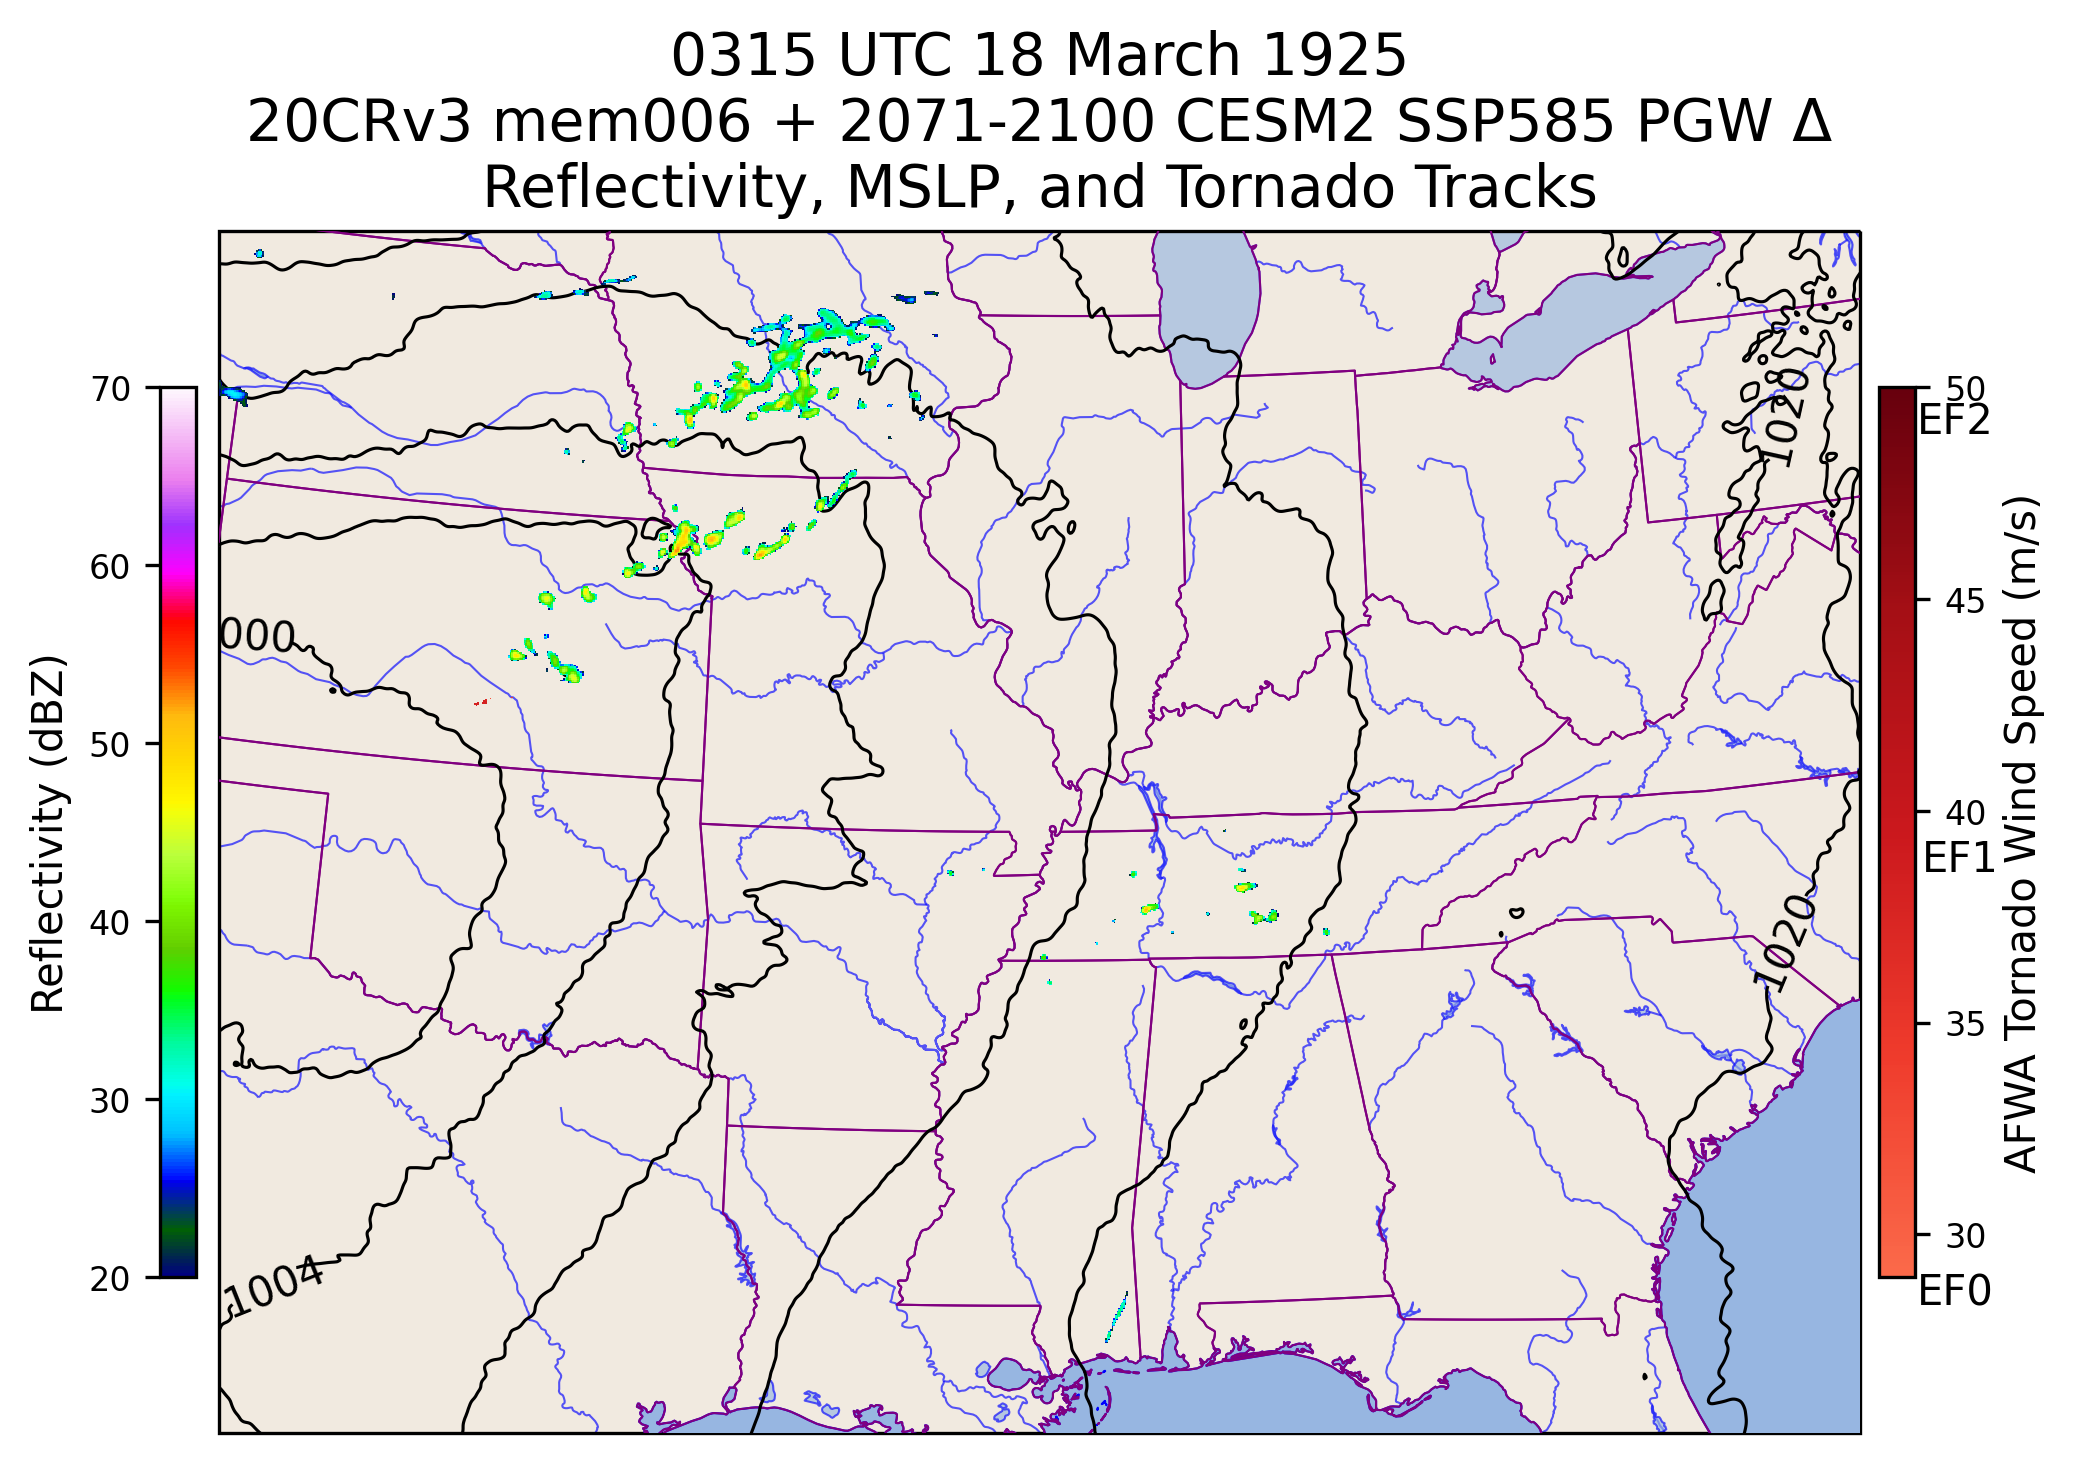 0315 UTC 18 March 1925
20CRv3 mem006 + 2071-2100 CESM2 SSP585 PGW Δ
Reflectivity, MSLP, and Tornado Tracks
70
60
50
40
30
20
Reflectivity (dBZ)
000
1004
1020
1020
50
EF2
45
40
EF1
35
30
EF0
AFWA Tornado Wind Speed (m/s)